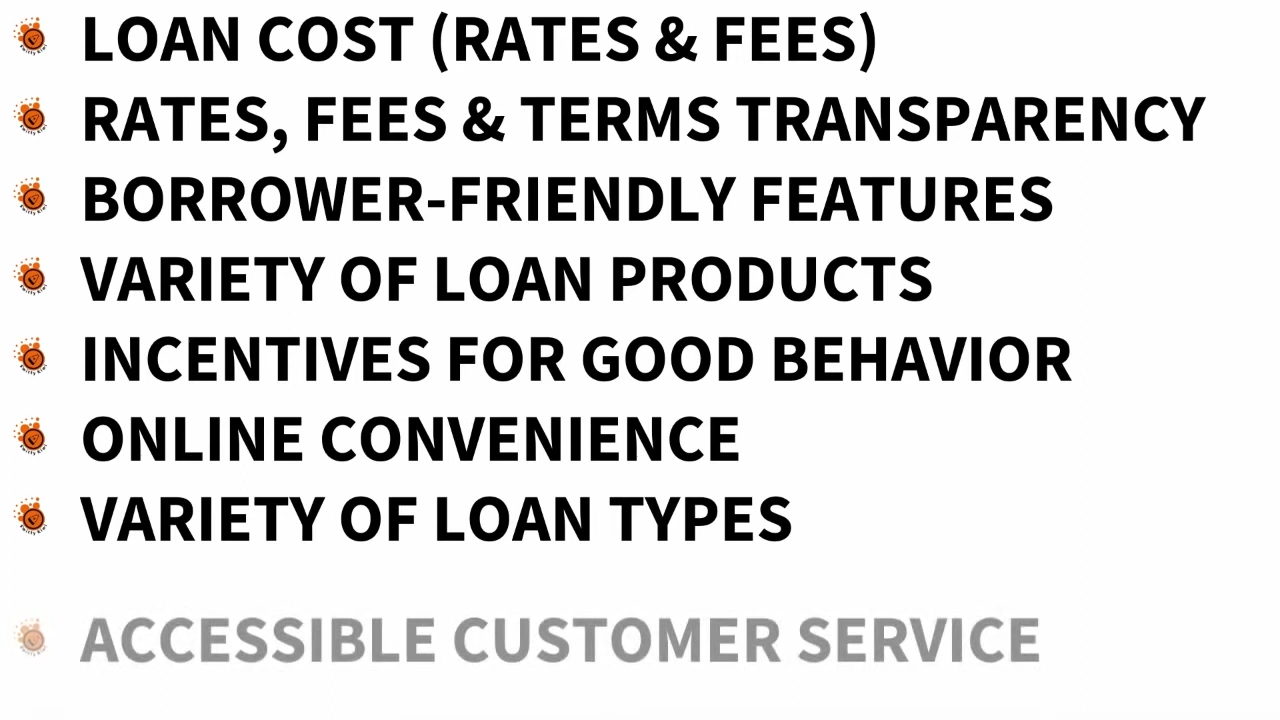 LOAN COST (RATES & FEES)
RATES, FEES & TERMS TRANSPARENCY
BORROWER-FRIENDLY FEATURES
VARIETY OF LOAN PRODUCTS
INCENTIVES FOR GOOD BEHAVIOR
ONLINE CONVENIENCE
VARIETY OF LOAN TYPES
ACCESSIBLE CUSTOMER SERVICE